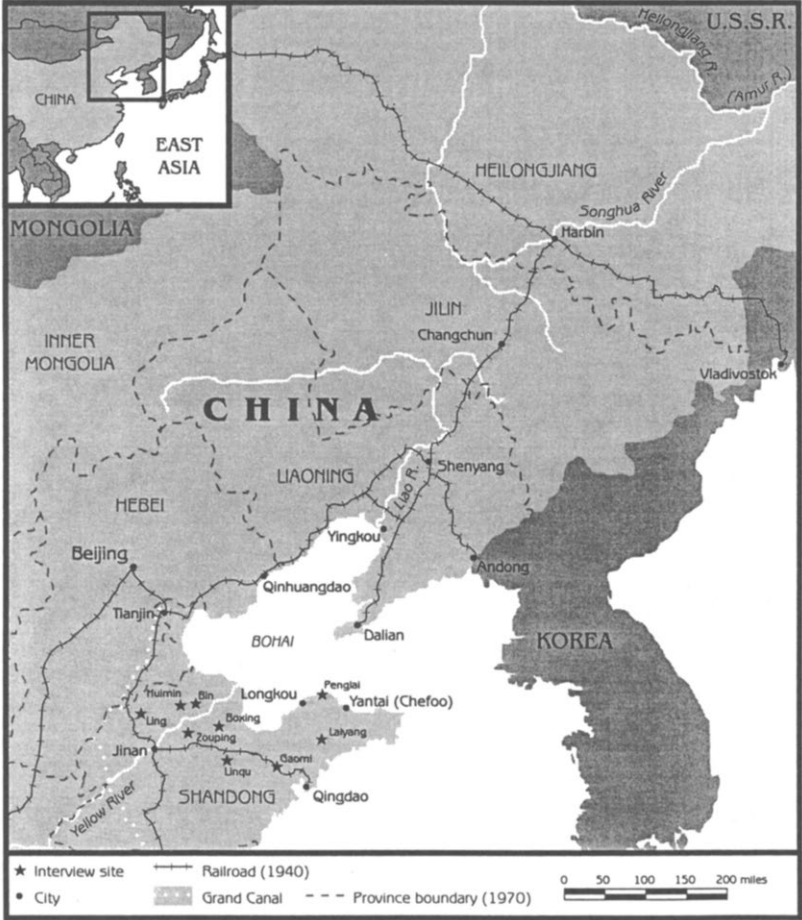 CHINA
EAST
ASIA
Heilongjiang R.
U.S.S.R.
(Amur R.)
HEILONGJIANG
Songhua River
MONGOLIA
Harbin
JILIN
INNER
MONGOLIA
Changchun
Vladivostok
CHINA
LIAONING
Shenyang
HEBEI
Liao R.
Yingkou
Beijing
Andong
Qinhuangdao
Tianjin
Dalian
BOHAI
KOREA
Huimin
Bin
Longkou
Penglai
Yantai (Chefoo)
Ling
Boxing
Zouping
Laiyang
Jinan
Linqu
Gaomi
SHANDONG
Qingdao
Yellow River
Interview site
Railroad (1940)
City
Grand Canal
Province boundary (1970)
0 50 100 150 200 miles